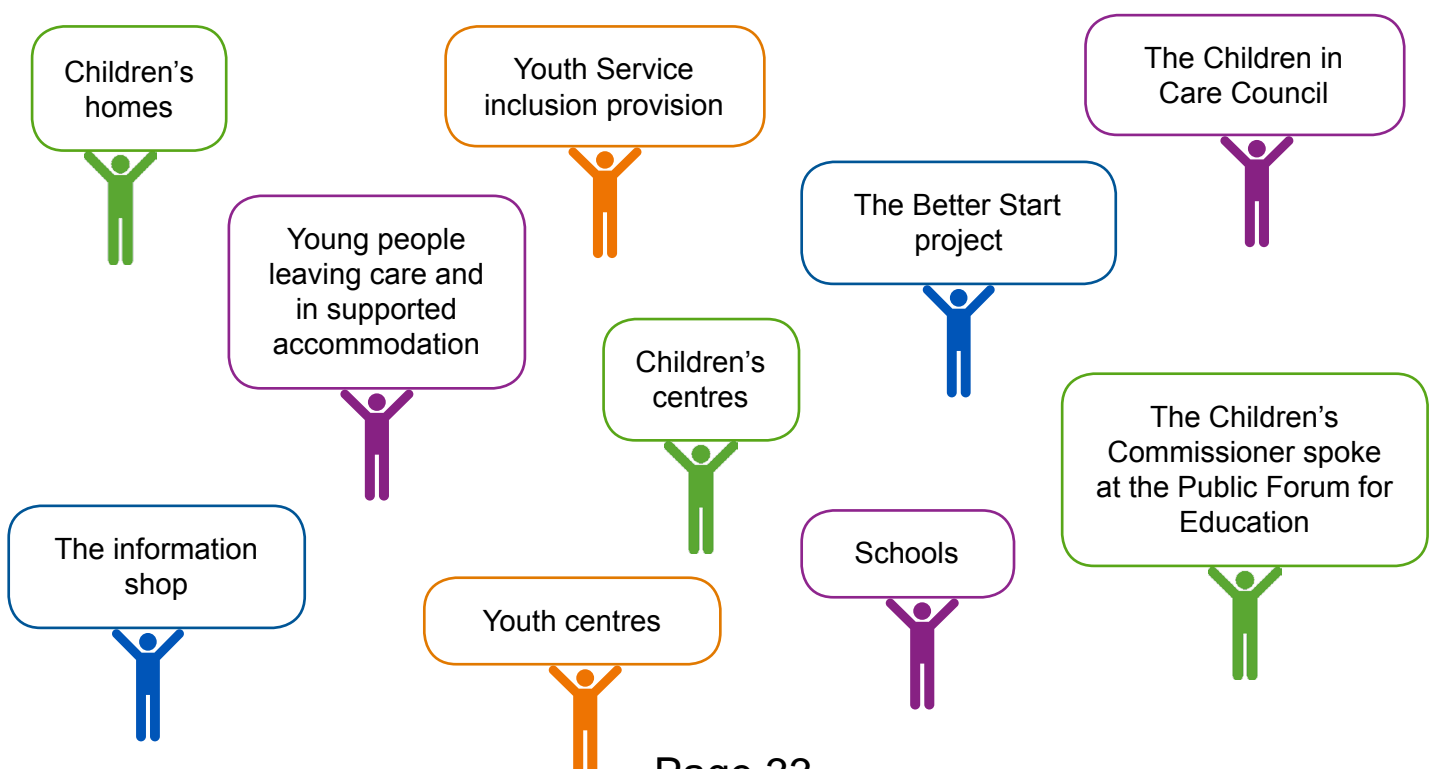 Children's
homes
Youth Service
inclusion provision
The Children in
Care Council
Young people
leaving care and
in supported
accommodation
The Better Start
project
Children's
centres
The Children's
Commissioner spoke
at the Public Forum for
Education
The information
shop
Schools
Youth centres
Page